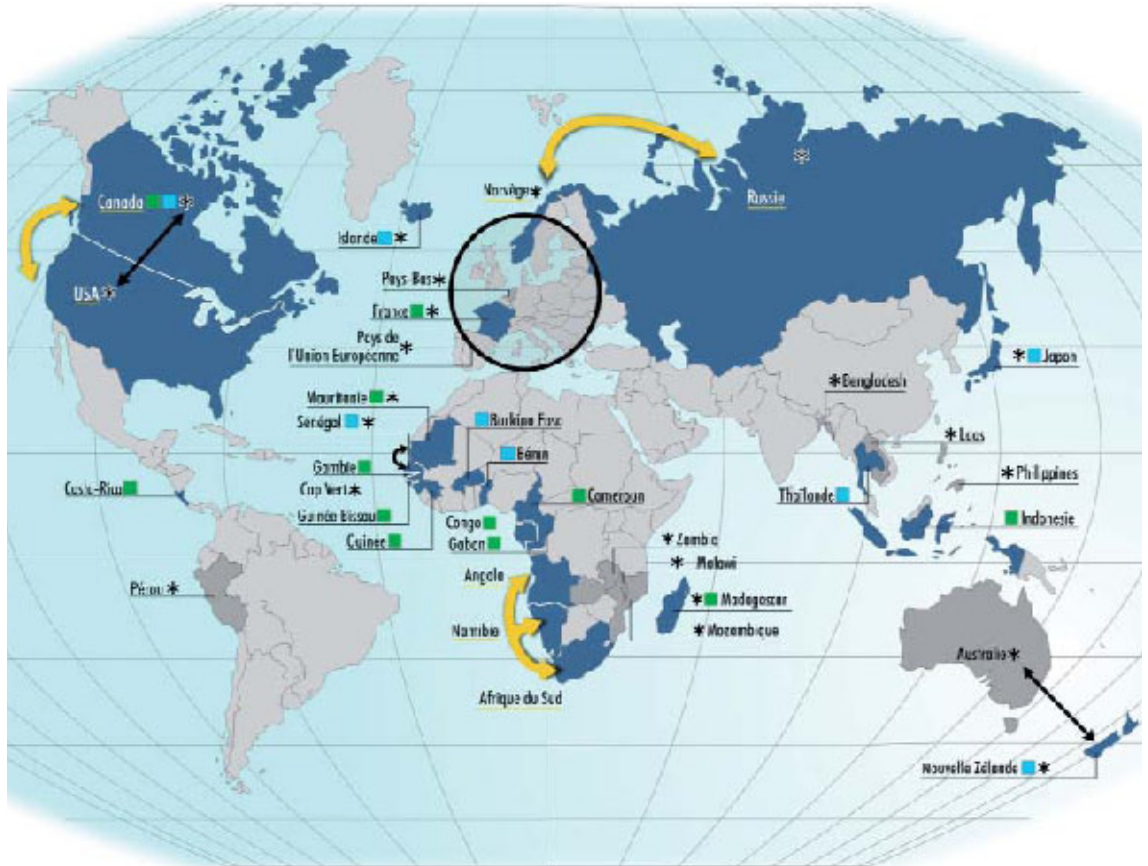 Norvège*
Canada *
Russie
Islande *
Pays-Bas*
USA*
France *
Pays de
l'Union Européenne *
* Japon
* Bengladesh
Mauritanie *
Sénégal *
Burkina Faso
* Laos
Bénin
Gambie
* Philippines
Costa-Rica
Cap Vert*
Cameroun
Thaïlande
Guinée Bissau
Congo
Indonesie
Guinée
Gabon
* Zambie
* Malawi
Angola
Pérou *
* Madagascar
Namibie
* Mozambique
Australie *
Afrique du Sud
Nouvelle Zélande *